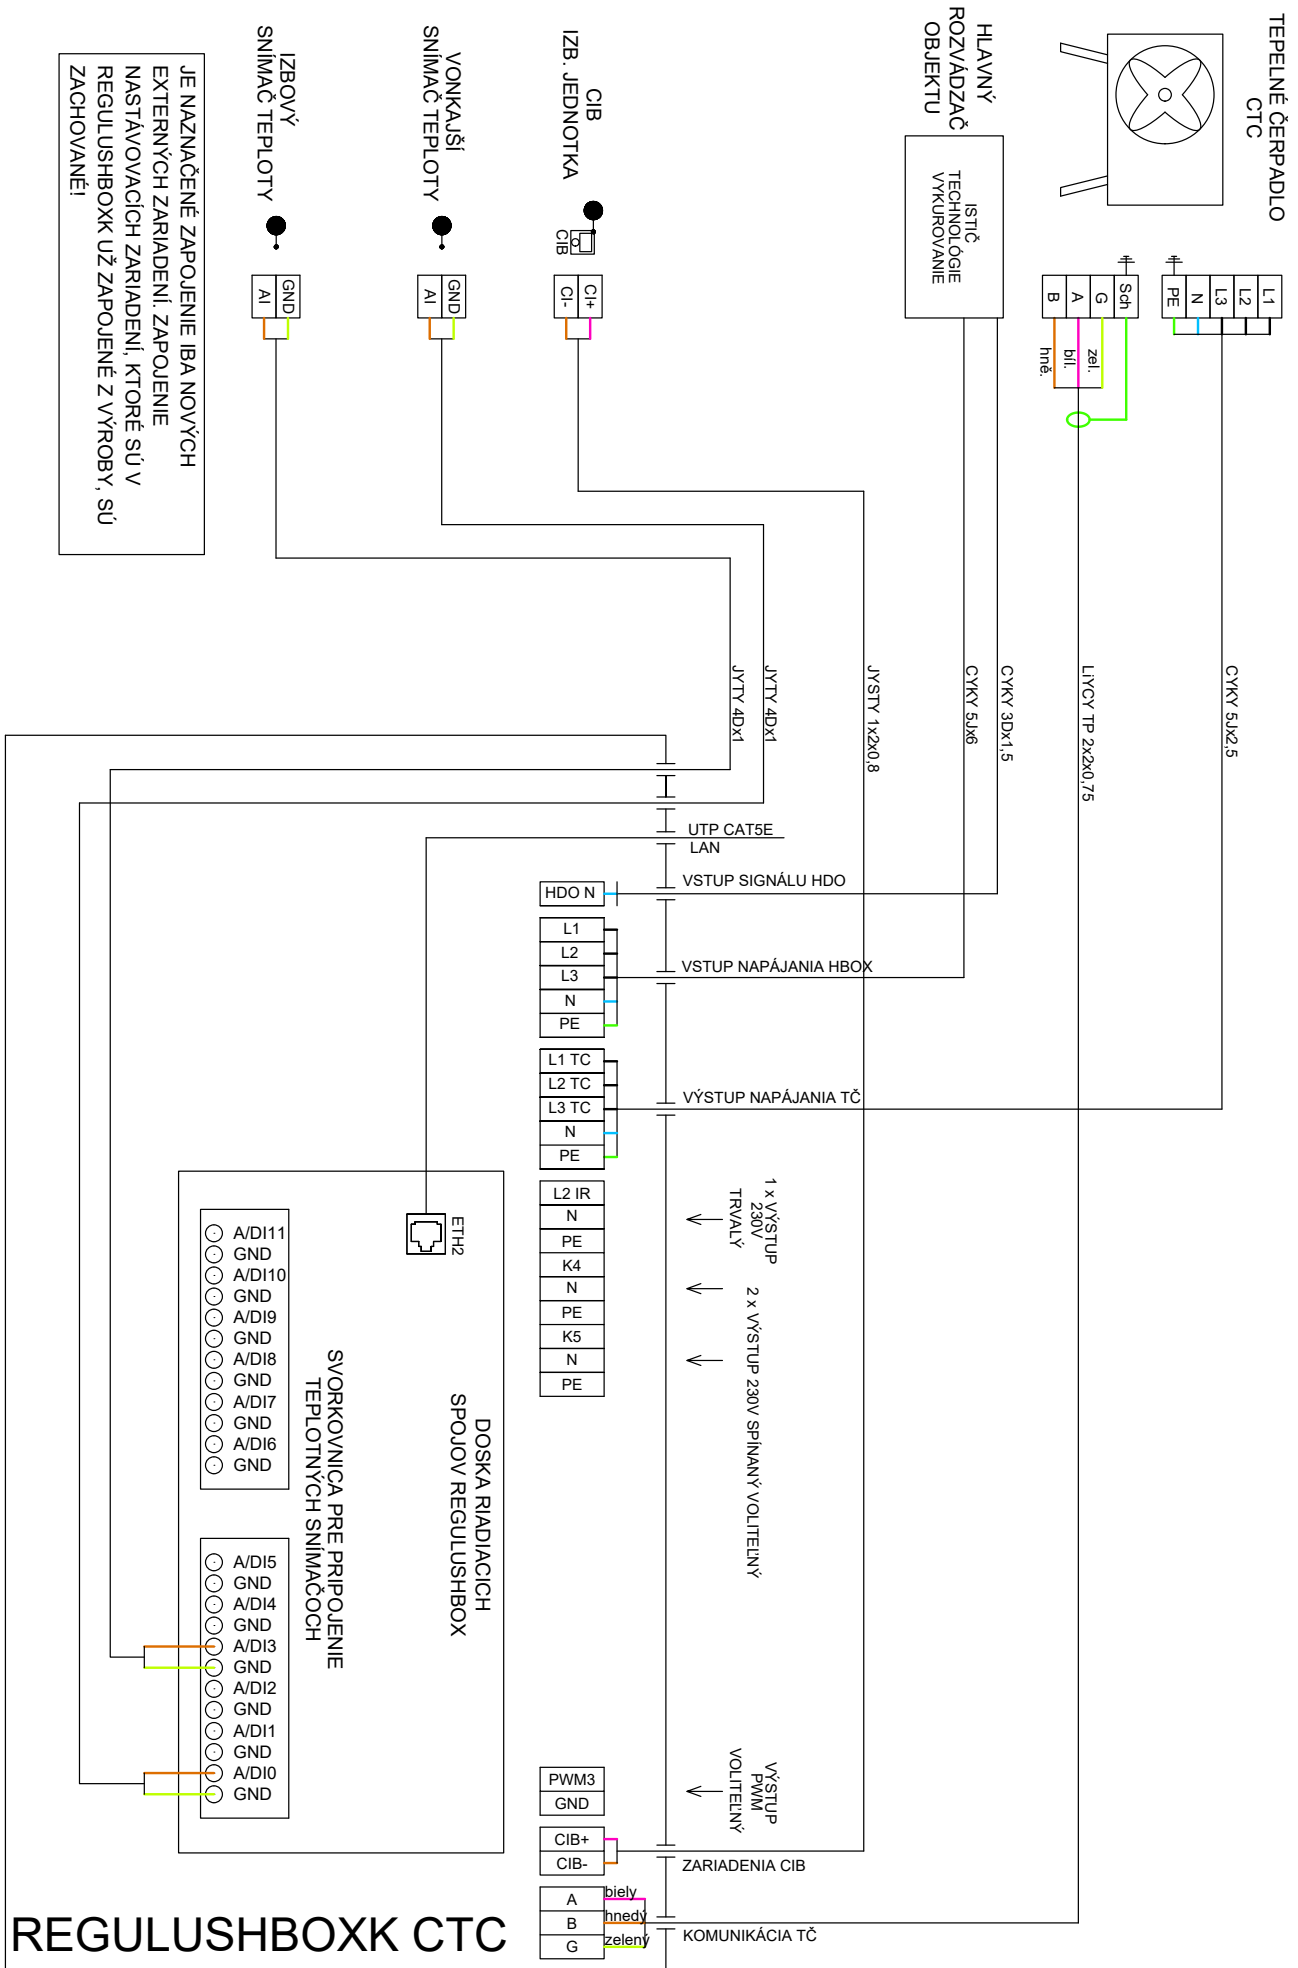 TEPELNÉ ČERPADLO
CTC
L1
L2
L3
N
PE
Sch
G
A
B
zel.
bíl.
hně.
HLAVNÝ
ROZVÁDZAČ
OBJEKTU
ISTIČ
TECHNOLÓGIE
VYKUROVANIE
CIB
IZB. JEDNOTKA
CIB
CI+
CI-
VONKAJŠÍ
SNÍMAČ TEPLOTY
GND
AI
IZBOVÝ
SNÍMAČ TEPLOTY
GND
AI
JE NAZNAČENÉ ZAPOJENIE IBA NOVÝCH
EXTERNÝCH ZARIADENÍ. ZAPOJENIE
NASTÁVOVACÍCH ZARIADENÍ, KTORÉ SÚ V
REGULUSHBOXK UŽ ZAPOJENÉ Z VÝROBY, SÚ
ZACHOVANÉ!
CYKY 5Jx2,5
LiYCY TP 2x2x0,75
CYKY 3Dx1,5
CYKY 5Jx6
JYSTY 1x2x0,8
JYTY 4Dx1
JYTY 4Dx1
UTP CAT5E
LAN
HDO N
VSTUP SIGNÁLU HDO
L1
L2
L3
N
PE
VSTUP NAPÁJANIA HBOX
L1 TC
L2 TC
L3 TC
N
PE
VÝSTUP NAPÁJANIA TČ
L2 IR
N
PE
K4
N
PE
K5
N
PE
1 x VÝSTUP
230V
TRVALÝ
2 x VÝSTUP 230V SPÍNANÝ VOLITEĽNÝ
ETH2
DOSKA RIADIACICH
SPOJOV REGULUSHBOX
SVORKOVNICA PRE PRIPOJENIE
TEPLOTNÝCH SNÍMAČOCH
A/DI11
GND
A/DI10
GND
A/DI9
GND
A/DI8
GND
A/DI7
GND
A/DI6
GND
A/DI5
GND
A/DI4
GND
A/DI3
GND
A/DI2
GND
A/DI1
GND
A/DI0
GND
PWM3
GND
VÝSTUP
PWM
VOLITEĽNÝ
CIB+
CIB-
ZARIADENIA CIB
A
B
G
biely
hnedý
zelený
KOMUNIKÁCIA TČ
REGULUSHBOXK CTC